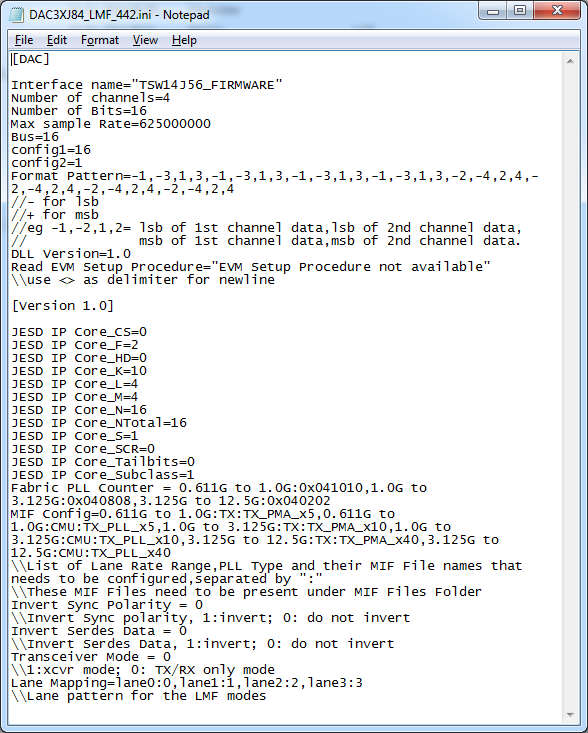 DAC3XJ84_LMF_442.ini - Notepad
File Edit Format View Help
[DAC]
Interface name="TSW14J56_FIRMWARE"
Number of channels=4
Number of Bits=16
Max sample Rate=625000000
Bus=16
config1=16
config2=1
Format Pattern=-1,-3,1,3,-1,-3,1,3,-1,-3,1,3,-1,-3,1,3,-2,-4,2,4,-
2,-4,2,4,-2,-4,2,4,-2,-4,2,4
//- for lsb
//+ for msb
//eg -1,-2,1,2= lsb of 1st channel data,lsb of 2nd channel data,
// msb of 1st channel data,msb of 2nd channel data.
DLL Version=1.0
Read EVM Setup Procedure="EVM Setup Procedure not available"
\\use <> as delimiter for newline
[Version 1.0]
JESD IP Core_CS=0
JESD IP Core_F=2
JESD IP Core_HD=0
JESD IP Core_K=10
JESD IP Core_L=4
JESD IP Core_M=4
JESD IP Core_N=16
JESD IP Core_NTotal=16
JESD IP Core_S=1
JESD IP Core_SCR=0
JESD IP Core_Tailbits=0
JESD IP Core_Subclass=1
Fabric PLL Counter = 0.611G to 1.0G:0x041010,1.0G to
3.125G:0x040808,3.125G to 12.5G:0x040202
MIF Config=0.611G to 1.0G:TX:TX_PMA_x5,0.611G to
1.0G:CMU:TX_PLL_x5,1.0G to 3.125G:TX:TX_PMA_x10,1.0G to
3.125G:CMU:TX_PLL_x10,3.125G to 12.5G:TX:TX_PMA_x40,3.125G to
12.5G:CMU:TX_PLL_x40
\\List of Lane Rate Range,PLL Type and their MIF File names that
needs to be configured,separated by ":"
\\These MIF Files need to be present under MIF Files Folder
Invert Sync Polarity = 0
\\Invert Sync polarity, 1:invert; 0: do not invert
Invert Serdes Data = 0
\\Invert Serdes Data, 1:invert; 0: do not invert
Transceiver Mode = 0
\\1:xcvr mode; 0: TX/RX only mode
Lane Mapping=lane0:0,lane1:1,lane2:2,lane3:3
\\Lane pattern for the LMF modes